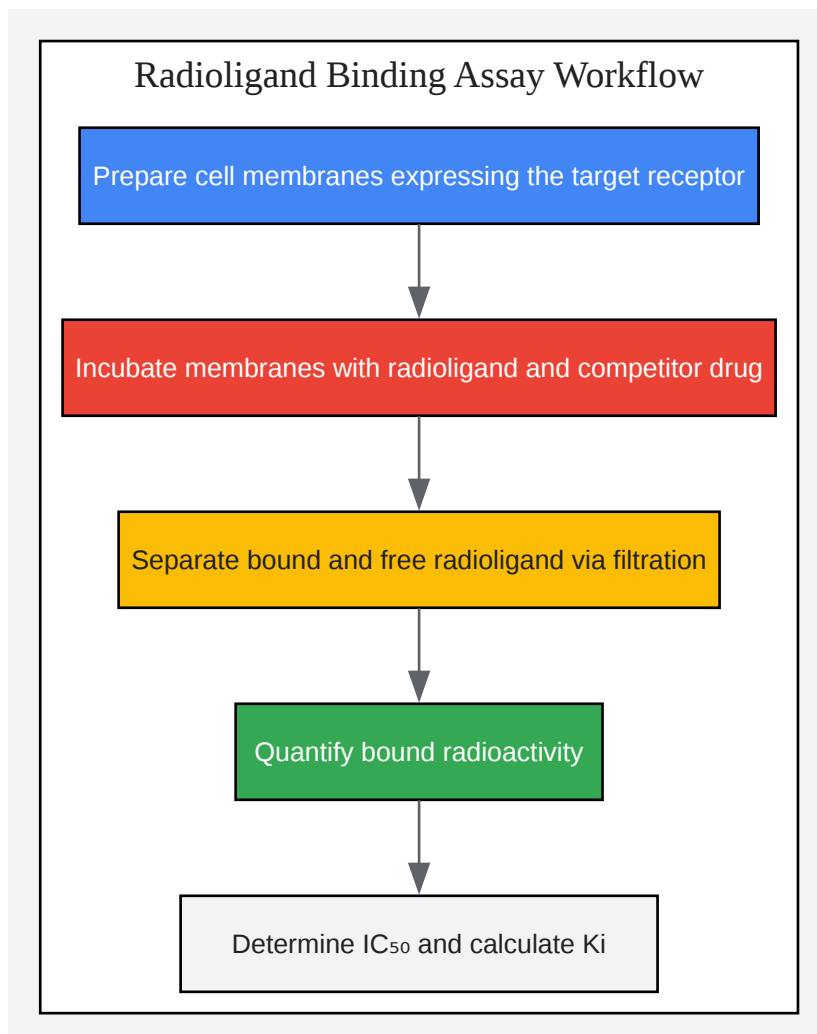 Radioligand Binding Assay Workflow
Prepare cell membranes expressing the target receptor
Incubate membranes with radioligand and competitor drug
Separate bound and free radioligand via filtration
Quantify bound radioactivity
Determine IC₅₀ and calculate Ki